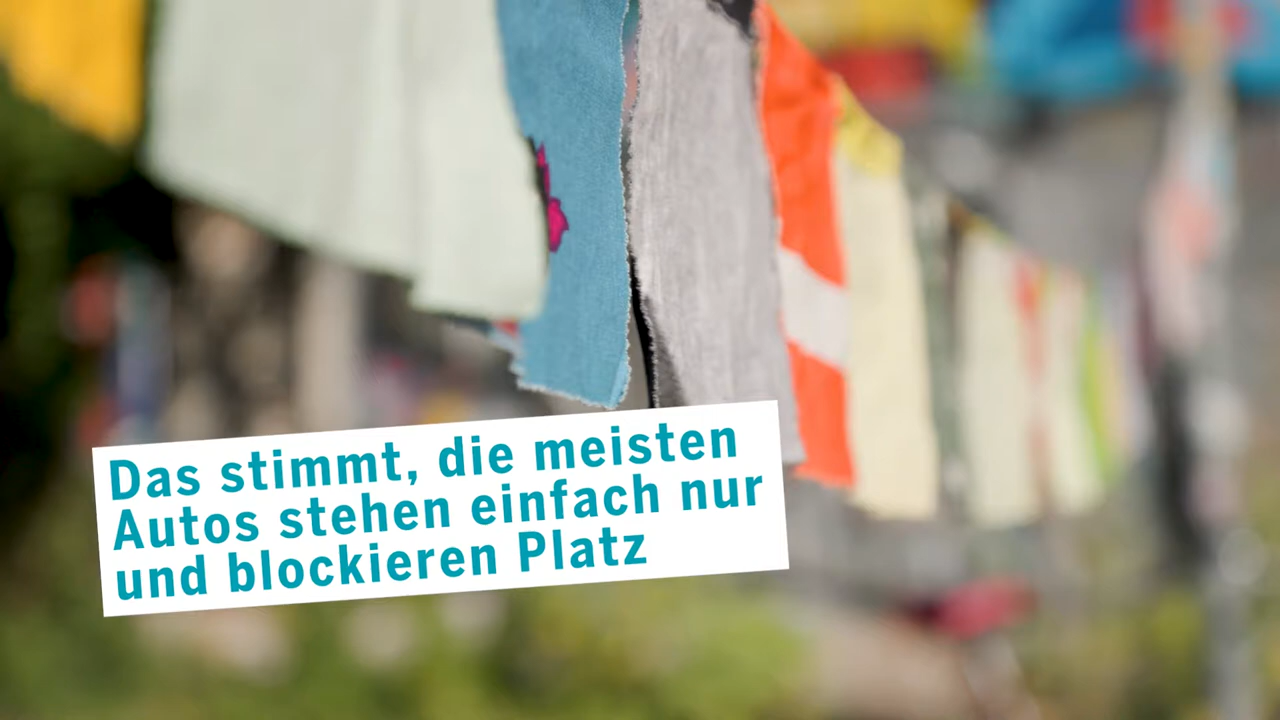 Das stimmt, die meisten
Autos stehen einfach nur
und blockieren Platz